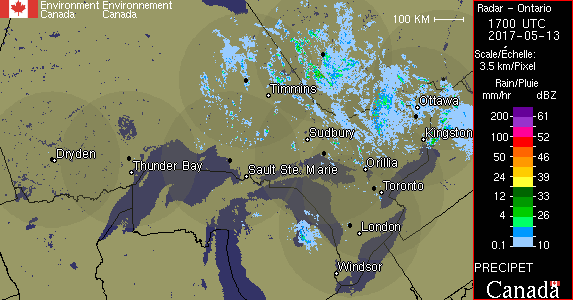 Environment Environnement
Canada Canada
100 KM
Timmins
Ottawa
Sudbury
Kingston
Dryden
Thunder Bay
Sault Ste. Marie
Orillia
Toronto
London
Windsor
Radar - Ontario
1700 UTC
2017-05-13
Scale/Échelle:
3.5 km/Pixel
Rain/Pluie
mm/hr dBZ
200 61
100 52
50 46
24 39
12 33
4 26
0.1 10
PRECIPET
Canada